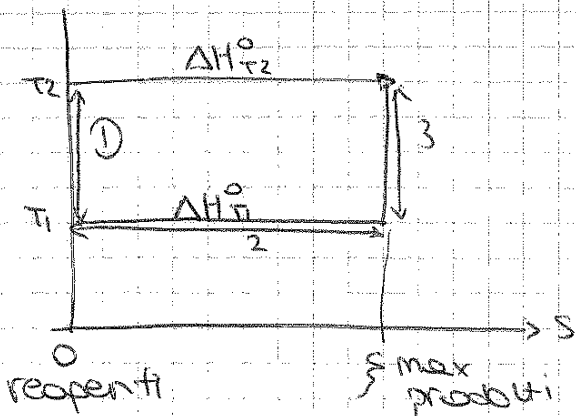 ΔH°T2
T2
①
3
T1
ΔH°T1
2
S
0
ξ max
reagenti
prodotti